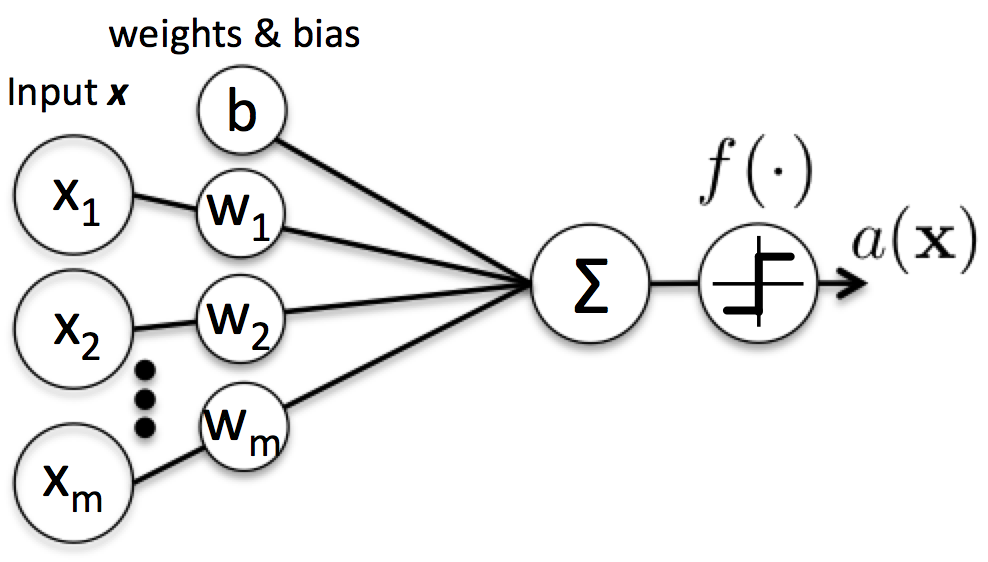 weights & bias
Input x
b
x₁
w₁
x₂
w₂
xₘ
wₘ
Σ
f(·)
a(x)